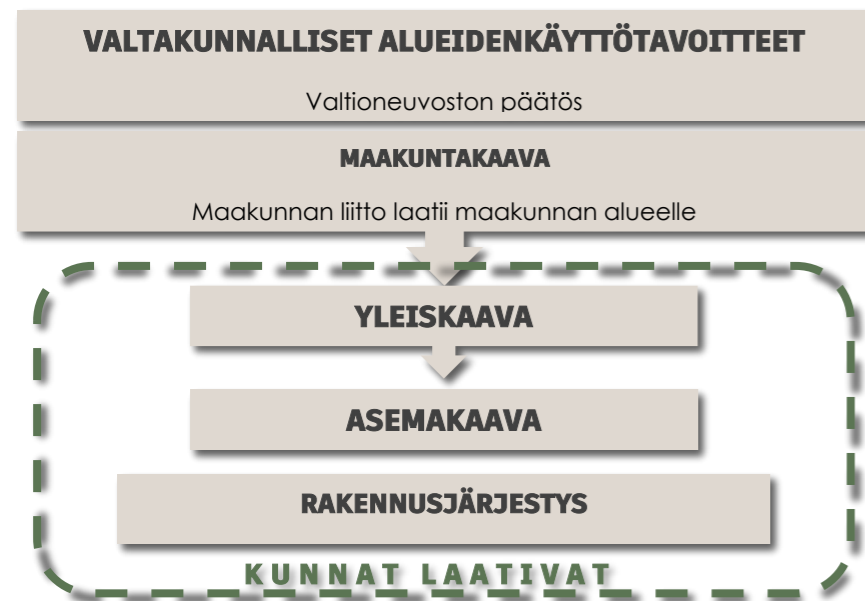 VALTAKUNNALLISET ALUEIDENKÄYTTÖTAVOITTEET
Valtioneuvoston päätös
MAAKUNTAKAAVA
Maakunnan liitto laatii maakunnan alueelle
YLEISKAAVA
ASEMAKAAVA
RAKENNUSJÄRJESTYS
KUNNAT LAATIVAT